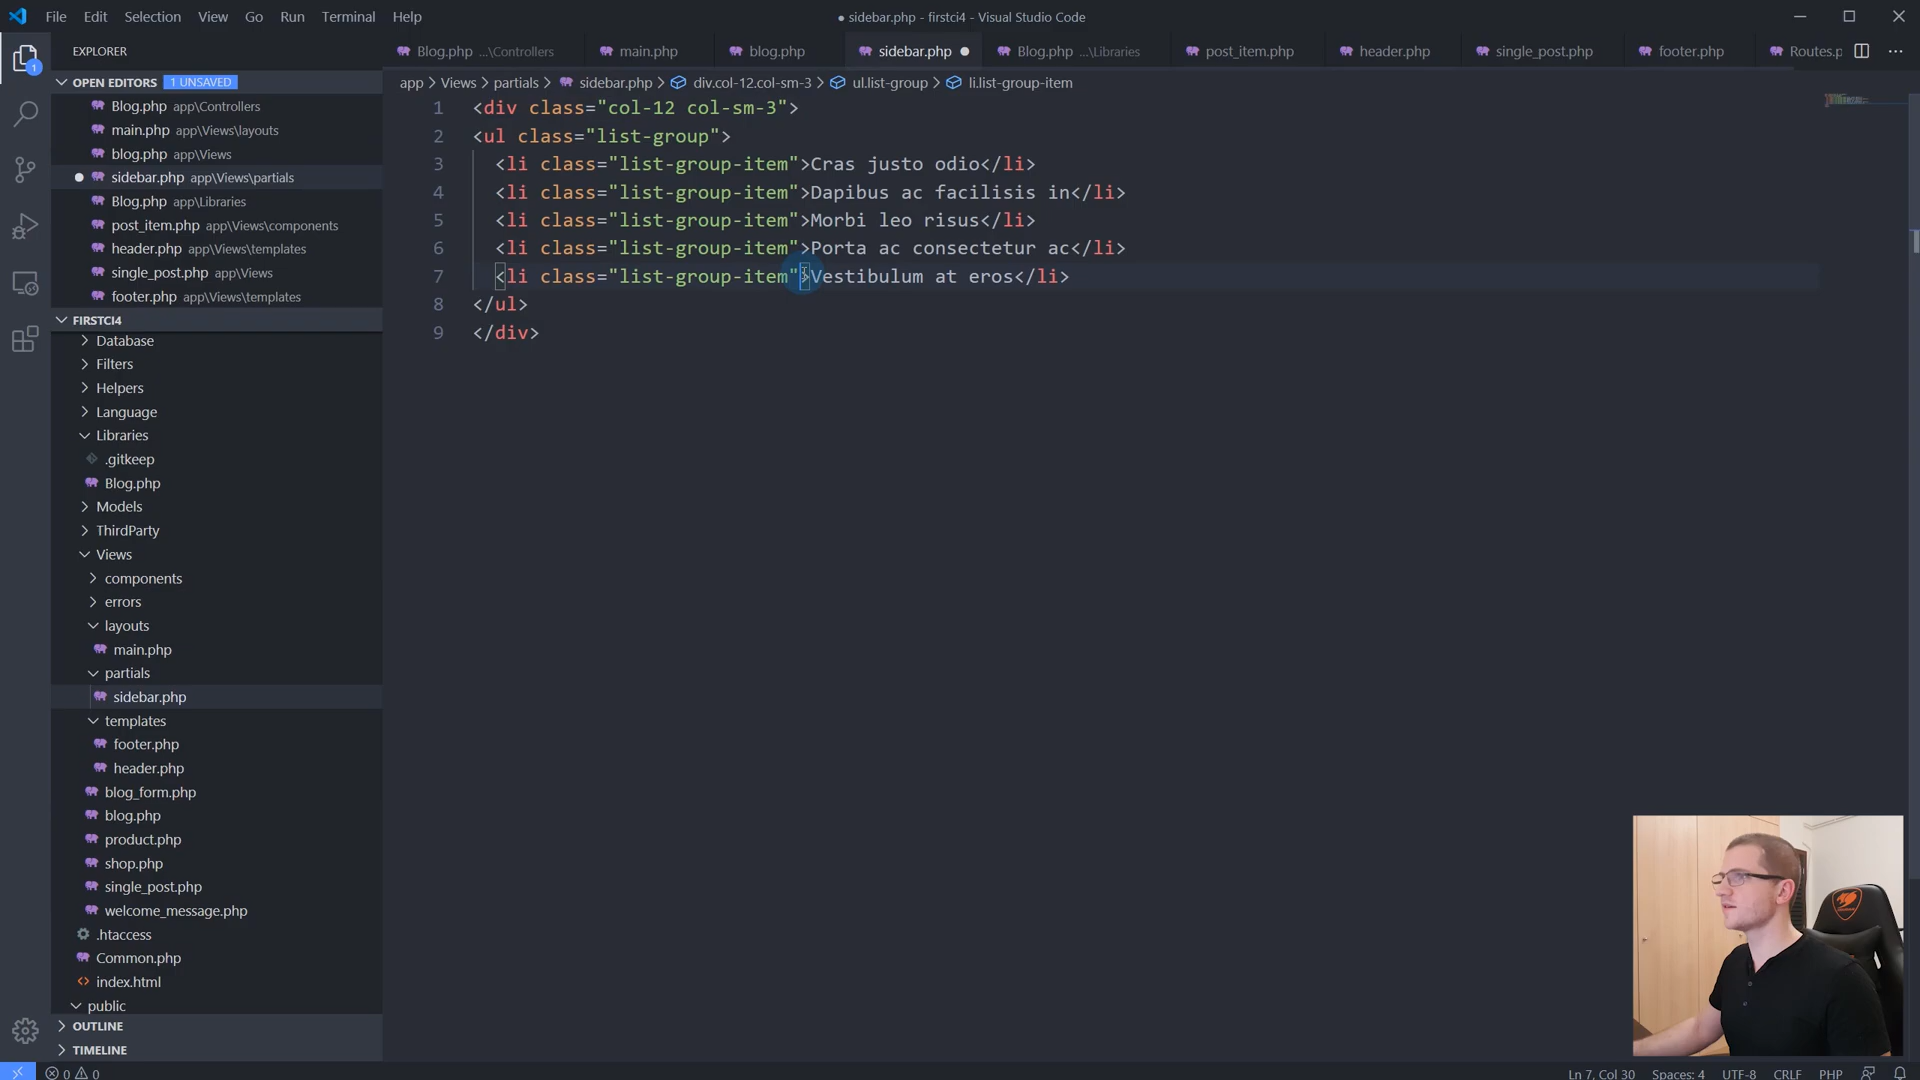 File Edit Selection View Go Run Terminal Help
● sidebar.php - firstci4 - Visual Studio Code
EXPLORER
Blog.php ...\Controllers main.php blog.php sidebar.php Blog.php ...\Libraries post_item.php header.php single_post.php footer.php Routes.p
OPEN EDITORS 1 UNSAVED
app > Views > partials > sidebar.php > div.col-12.col-sm-3 > ul.list-group > li.list-group-item
Blog.php app\Controllers
main.php app\Views\layouts
blog.php app\Views
sidebar.php app\Views\partials
Blog.php app\Libraries
post_item.php app\Views\components
header.php app\Views\templates
single_post.php app\Views
footer.php app\Views\templates
1 <div class="col-12 col-sm-3">
2 <ul class="list-group">
3 <li class="list-group-item">Cras justo odio</li>
4 <li class="list-group-item">Dapibus ac facilisis in</li>
5 <li class="list-group-item">Morbi leo risus</li>
6 <li class="list-group-item">Porta ac consectetur ac</li>
7 <li class="list-group-item">Vestibulum at eros</li>
8 </ul>
9 </div>
FIRSTCI4
Database
Filters
Helpers
Language
Libraries
.gitkeep
Blog.php
Models
ThirdParty
Views
components
errors
layouts
main.php
partials
sidebar.php
templates
footer.php
header.php
blog_form.php
blog.php
product.php
shop.php
single_post.php
welcome_message.php
.htaccess
Common.php
index.html
public
OUTLINE
TIMELINE
1
0 0
Ln 7, Col 30 Spaces: 4 UTF-8 CRLF PHP